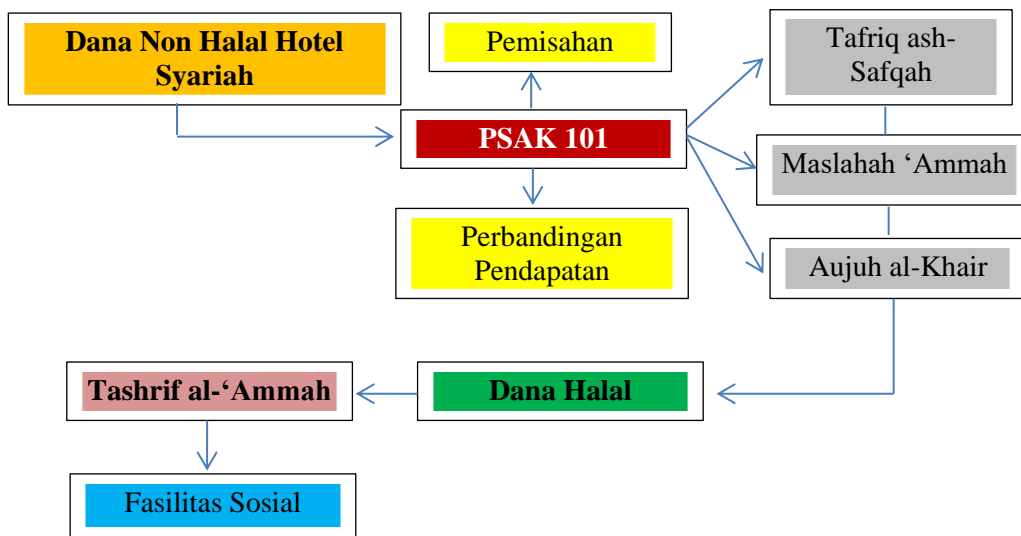 Dana Non Halal Hotel
Syariah
Pemisahan
Tafriq ash-
Safqah
PSAK 101
Maslahah ‘Ammah
Perbandingan
Pendapatan
Aujuh al-Khair
Tashrif al-‘Ammah
Dana Halal
Fasilitas Sosial